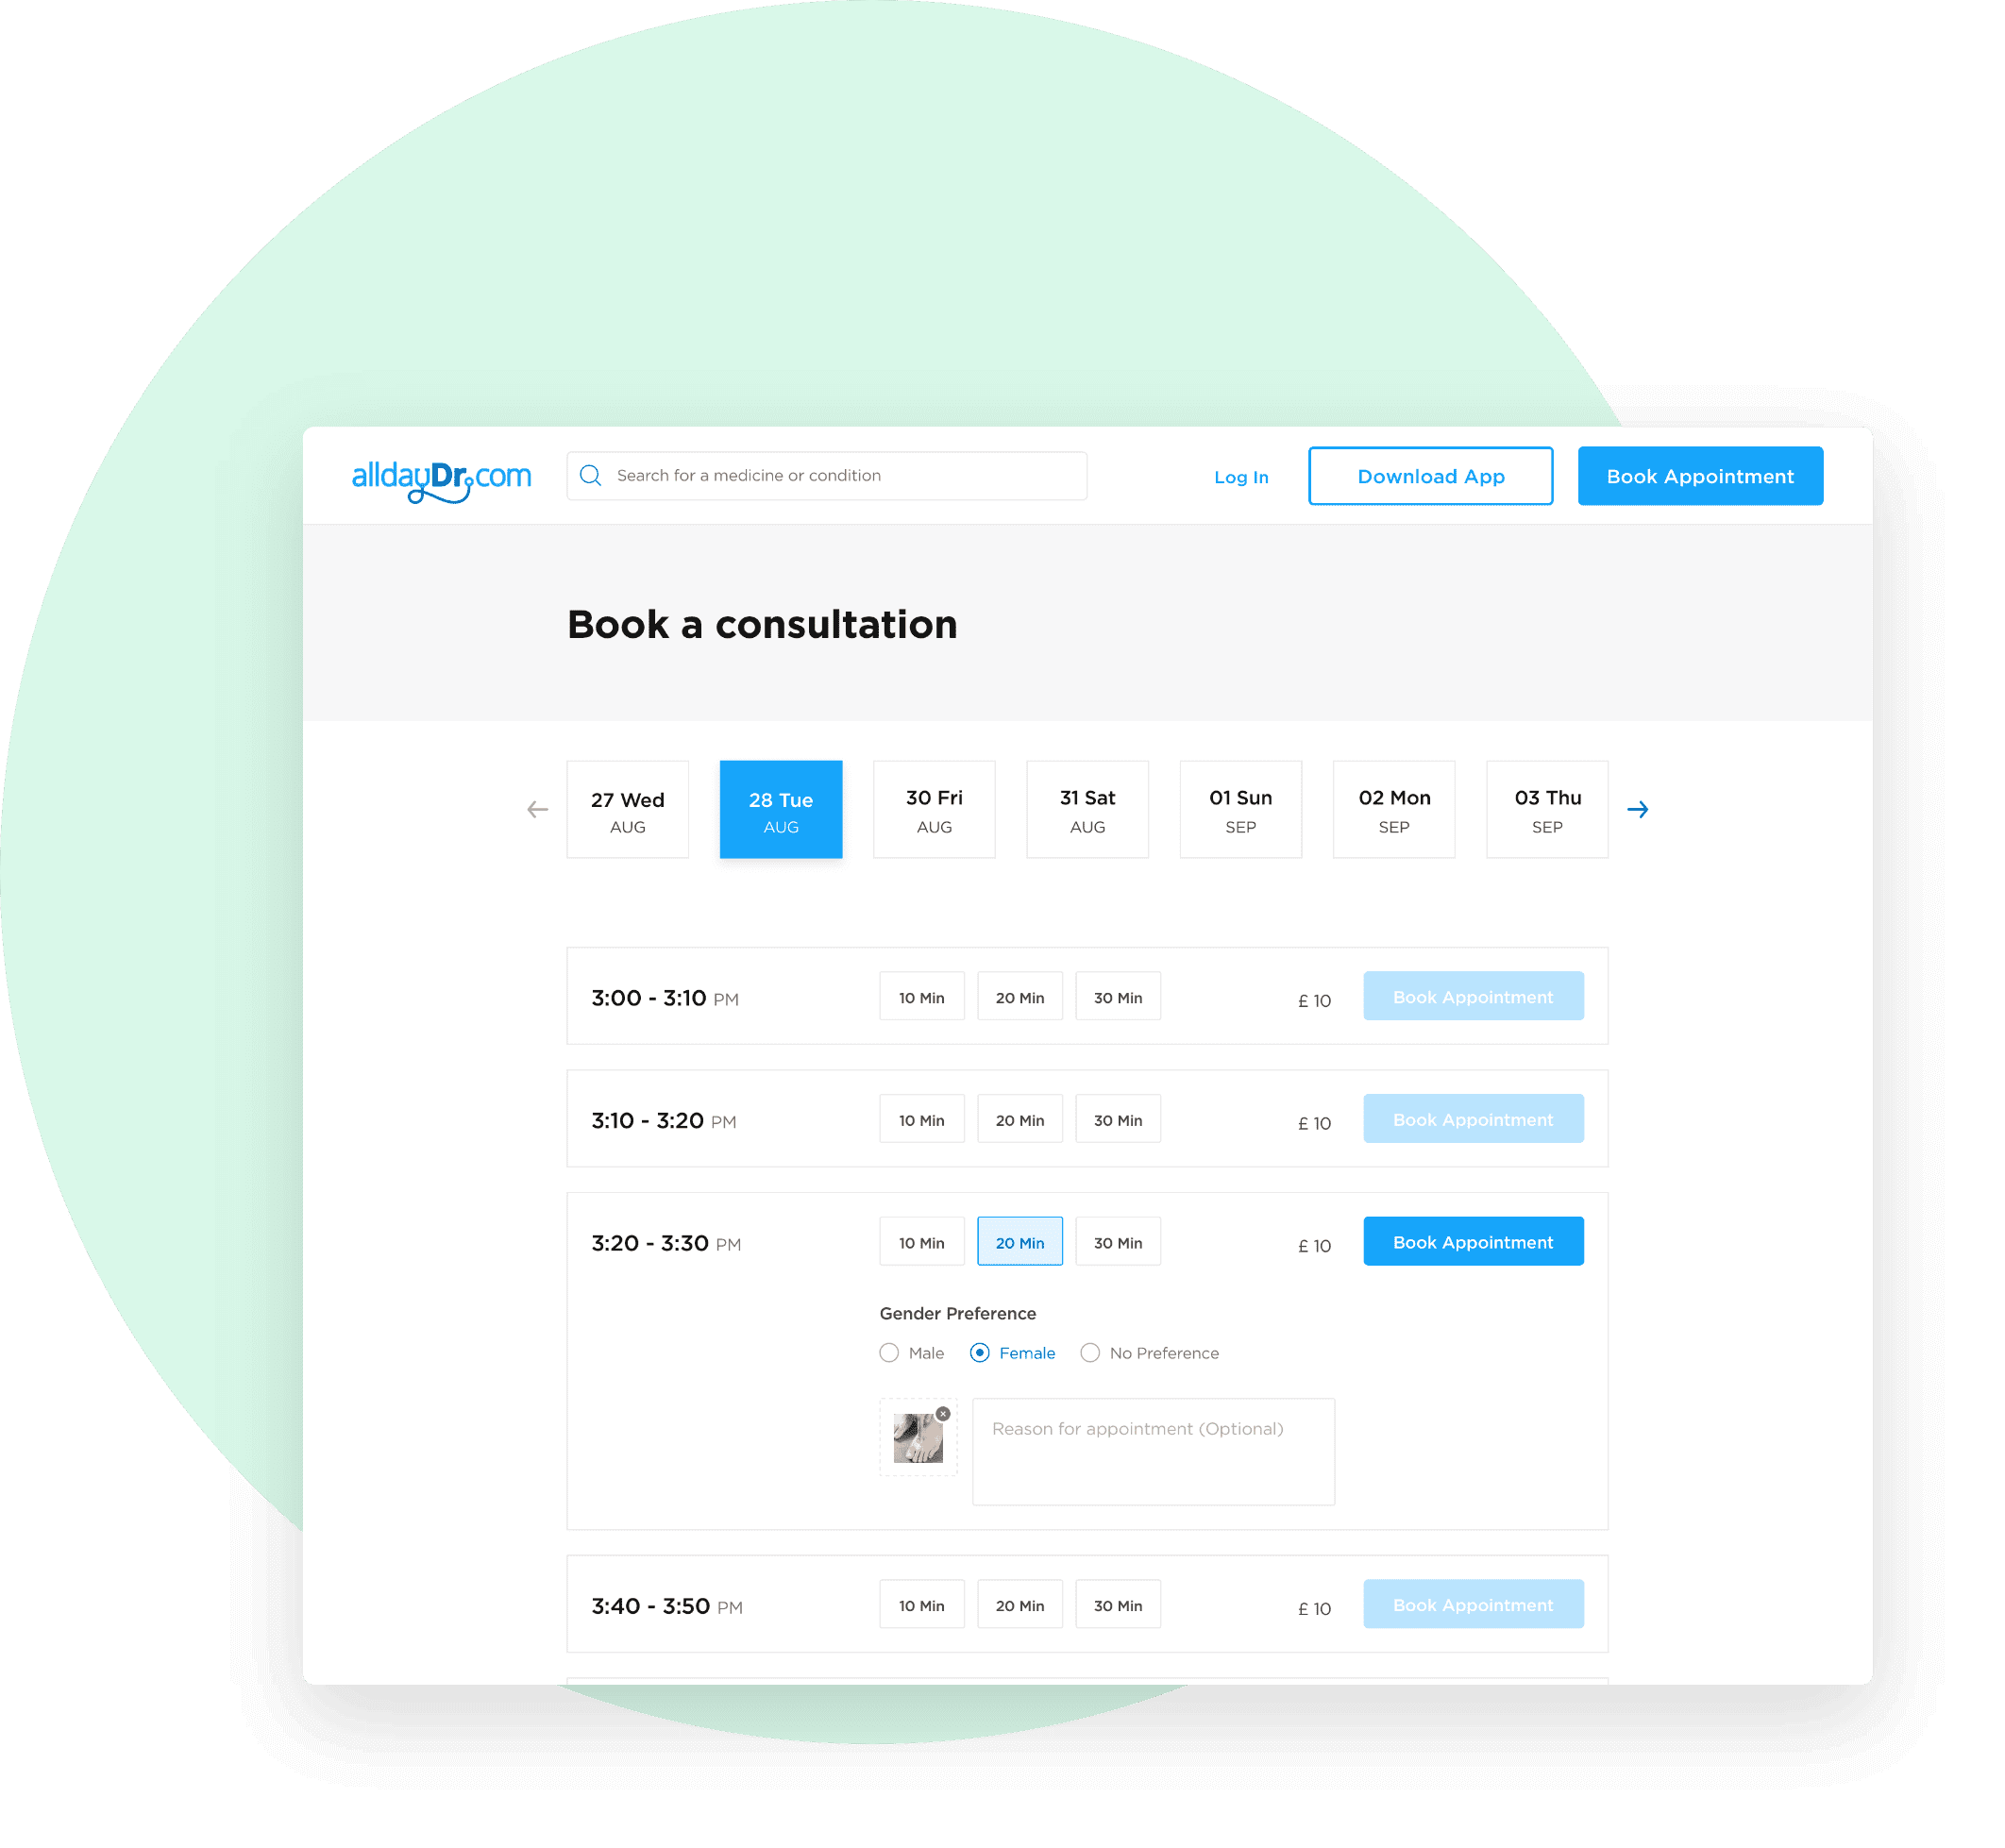 alldayDr.com Search for a medicine or condition Log In Download App Book Appointment
Book a consultation
27 Wed 28 Tue 30 Fri 31 Sat 01 Sun 02 Mon 03 Thu
AUG AUG AUG AUG SEP SEP SEP
3:00 - 3:10 PM 10 Min 20 Min 30 Min £ 10 Book Appointment
3:10 - 3:20 PM 10 Min 20 Min 30 Min £ 10 Book Appointment
3:20 - 3:30 PM 10 Min 20 Min 30 Min £ 10 Book Appointment
Gender Preference
Male Female No Preference
Reason for appointment (Optional)
3:40 - 3:50 PM 10 Min 20 Min 30 Min £ 10 Book Appointment